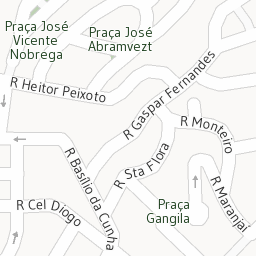 Praça José
Vicente
Nobrega
Praça José
Abramvezt
R Heitor Peixoto
R Gaspar Fernandes
R Monteiro
R Basílio da Cunha
R Sta Flora
R Maranjaí
R Cel Diogo
Praça
Gangila